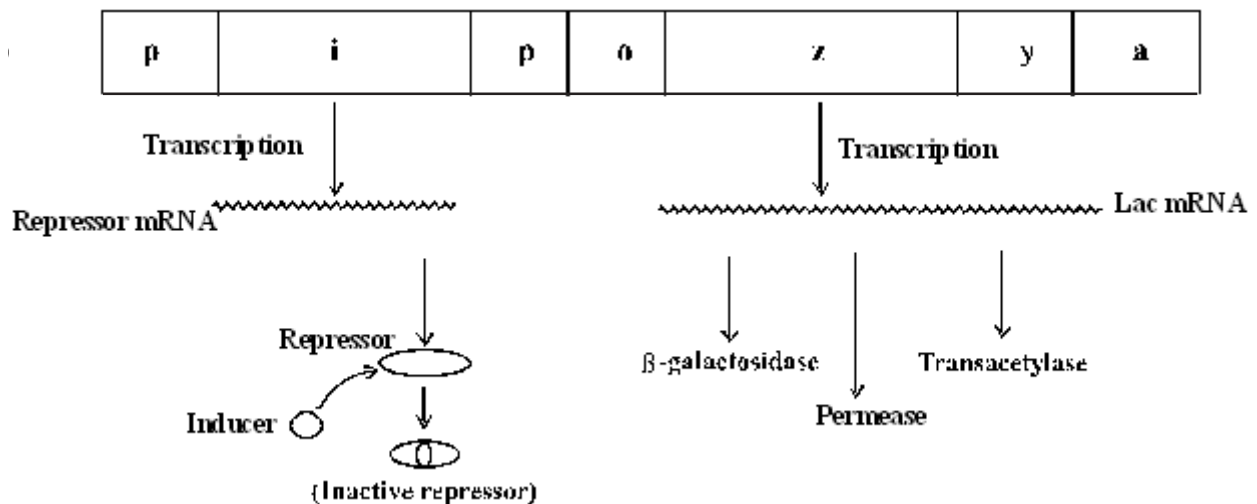 p i p o z y a
Transcription Transcription
Repressor mRNA Lac mRNA
Repressor
β-galactosidase Transacetylase
Inducer Permease
(Inactive repressor)